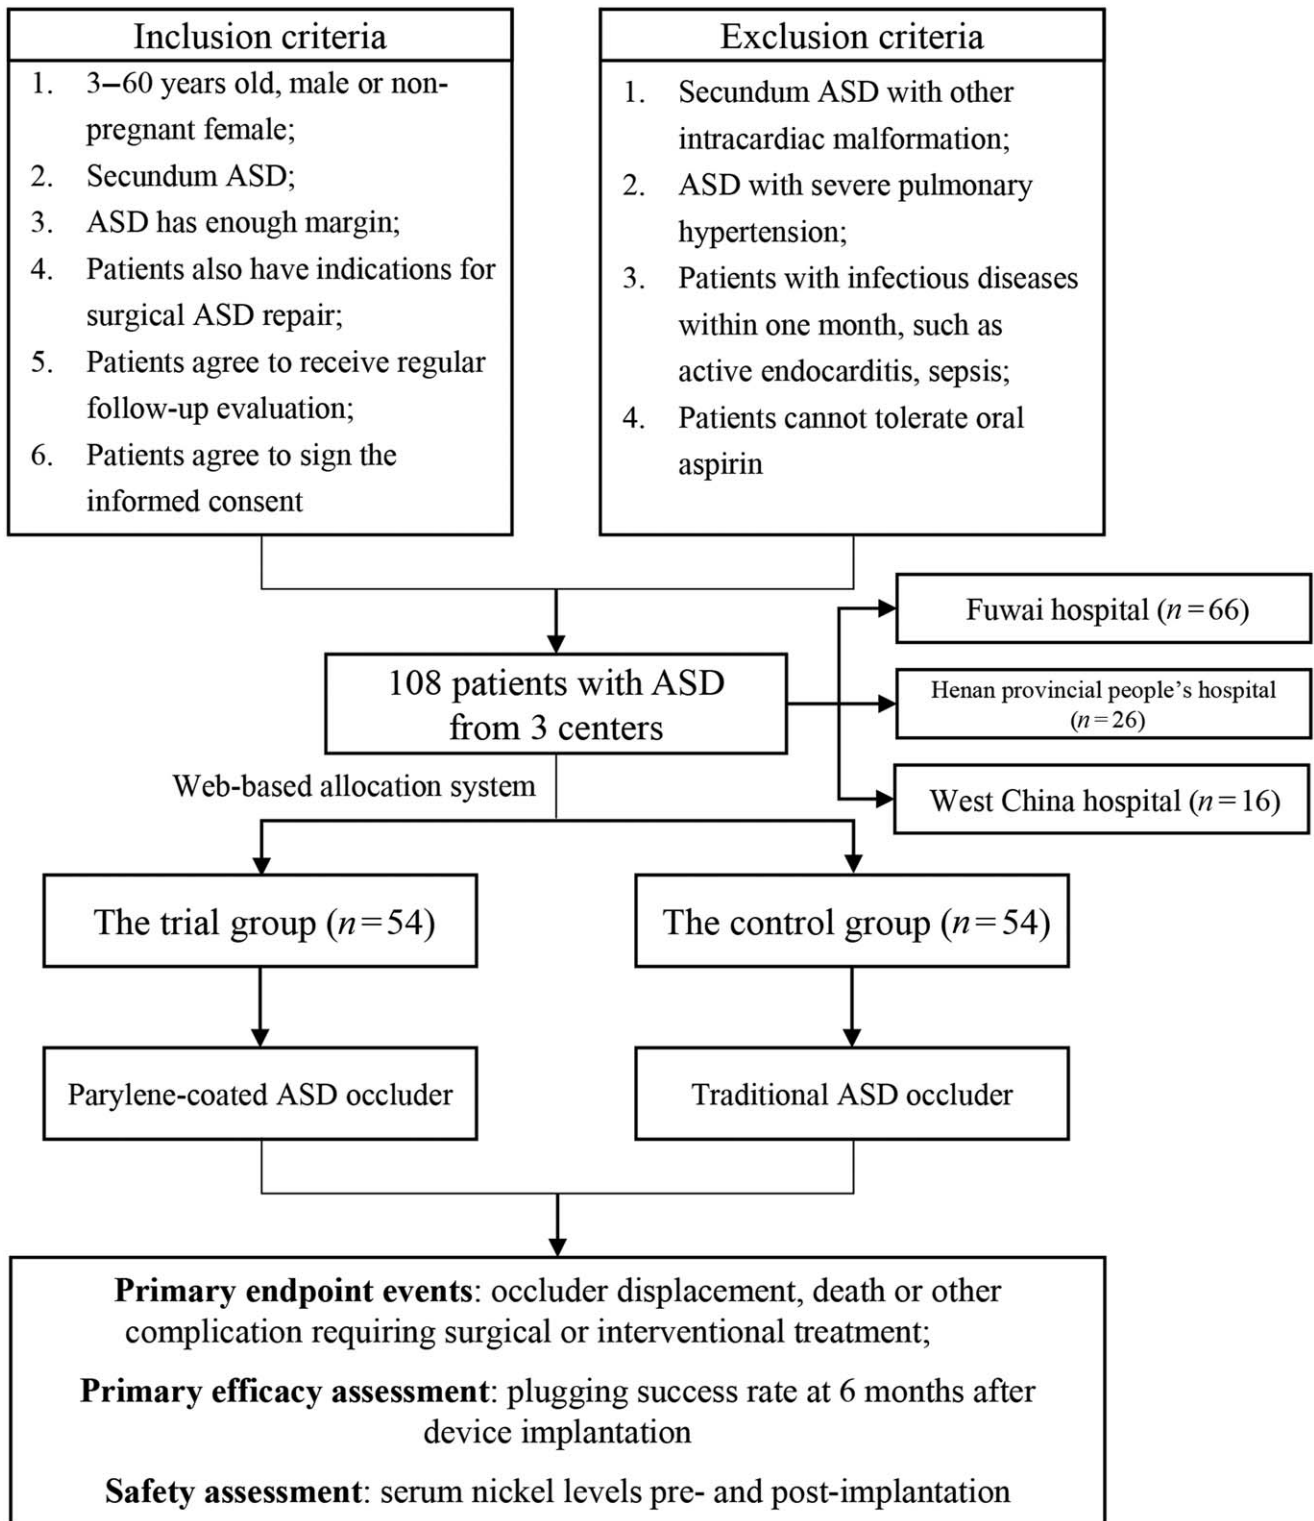 Inclusion criteria
1. 3–60 years old, male or non-
pregnant female;
2. Secundum ASD;
3. ASD has enough margin;
4. Patients also have indications for
surgical ASD repair;
5. Patients agree to receive regular
follow-up evaluation;
6. Patients agree to sign the
informed consent
Exclusion criteria
1. Secundum ASD with other
intracardiac malformation;
2. ASD with severe pulmonary
hypertension;
3. Patients with infectious diseases
within one month, such as
active endocarditis, sepsis;
4. Patients cannot tolerate oral
aspirin
108 patients with ASD
from 3 centers
Fuwai hospital (n=66)
Henan provincial people's hospital
(n=26)
West China hospital (n=16)
Web-based allocation system
The trial group (n=54)
The control group (n=54)
Parylene-coated ASD occluder
Traditional ASD occluder
Primary endpoint events: occluder displacement, death or other
complication requiring surgical or interventional treatment;
Primary efficacy assessment: plugging success rate at 6 months after
device implantation
Safety assessment: serum nickel levels pre- and post-implantation